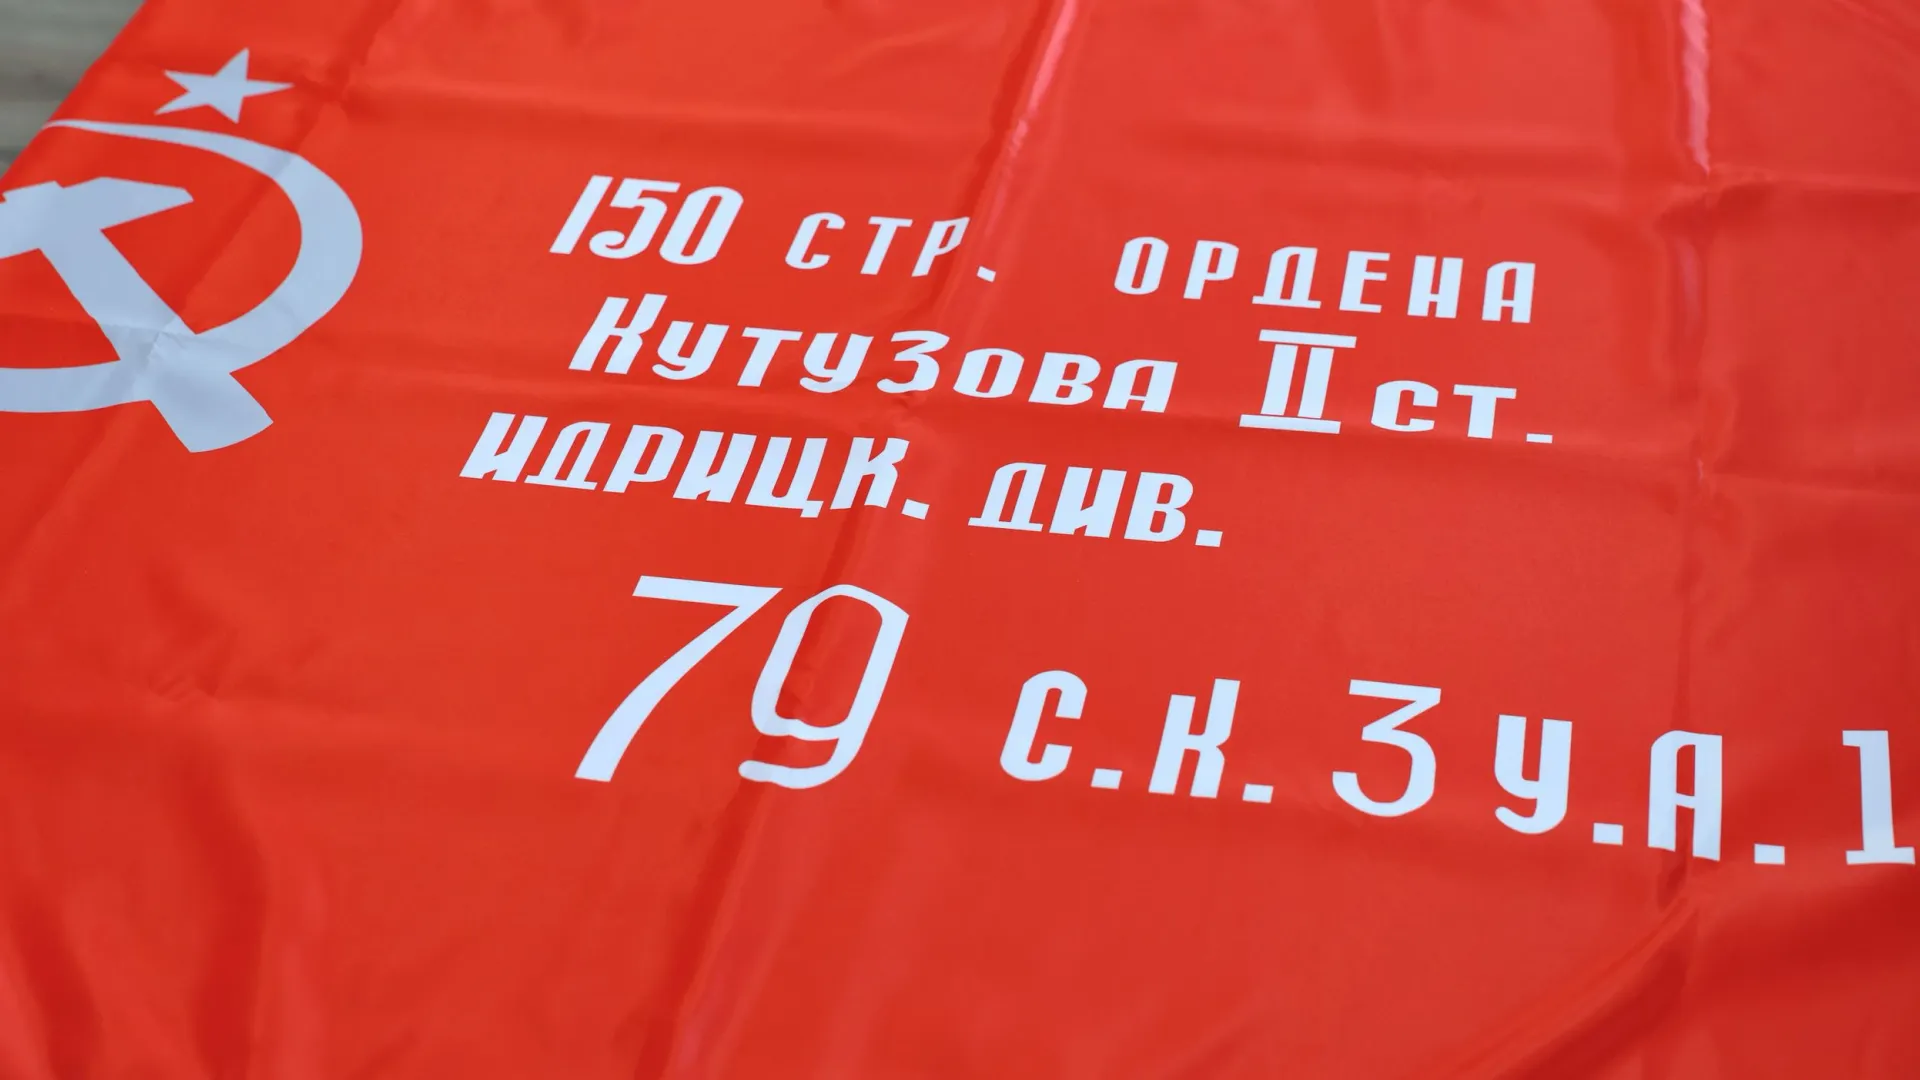 150 СТР. ОРДЕНА
КУТУЗОВА II СТ.
ИДРИЦК. ДИВ.
79 С.К. 3 У.А. 1